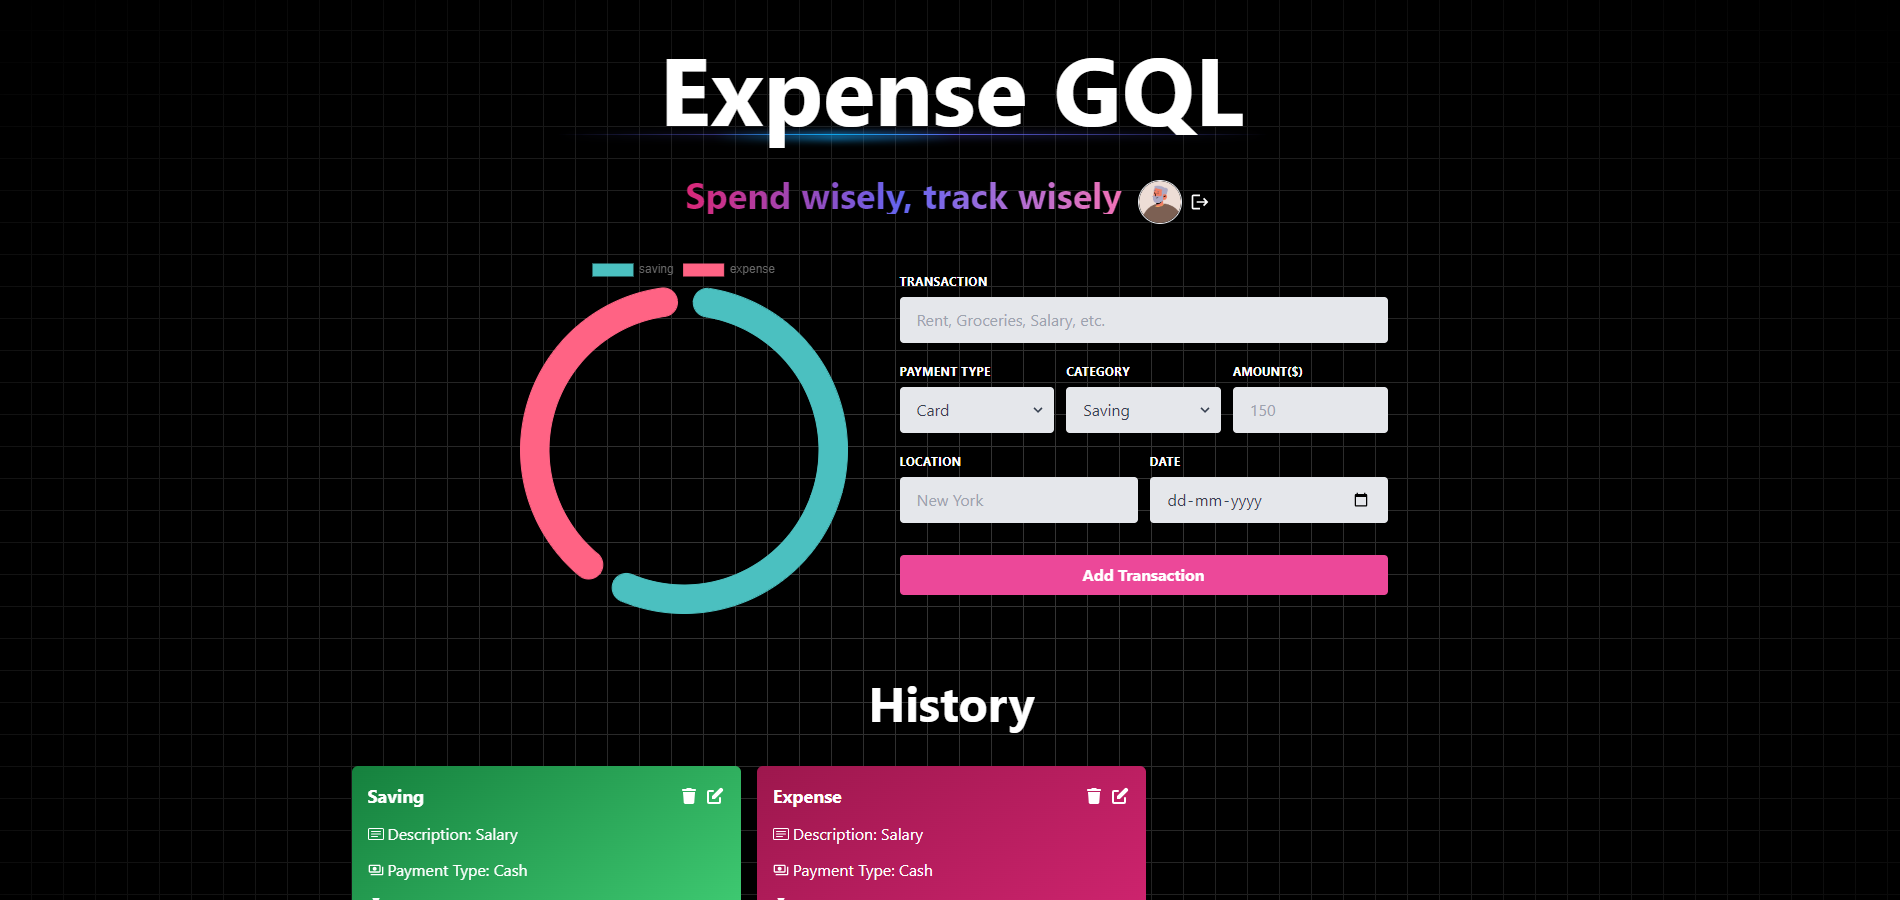 Expense GQL
Spend wisely, track wisely
saving expense
TRANSACTION
Rent, Groceries, Salary, etc.
PAYMENT TYPE CATEGORY AMOUNT($)
Card Saving 150
LOCATION DATE
New York dd-mm-yyyy
Add Transaction
History
Saving
Description: Salary
Payment Type: Cash
Expense
Description: Salary
Payment Type: Cash